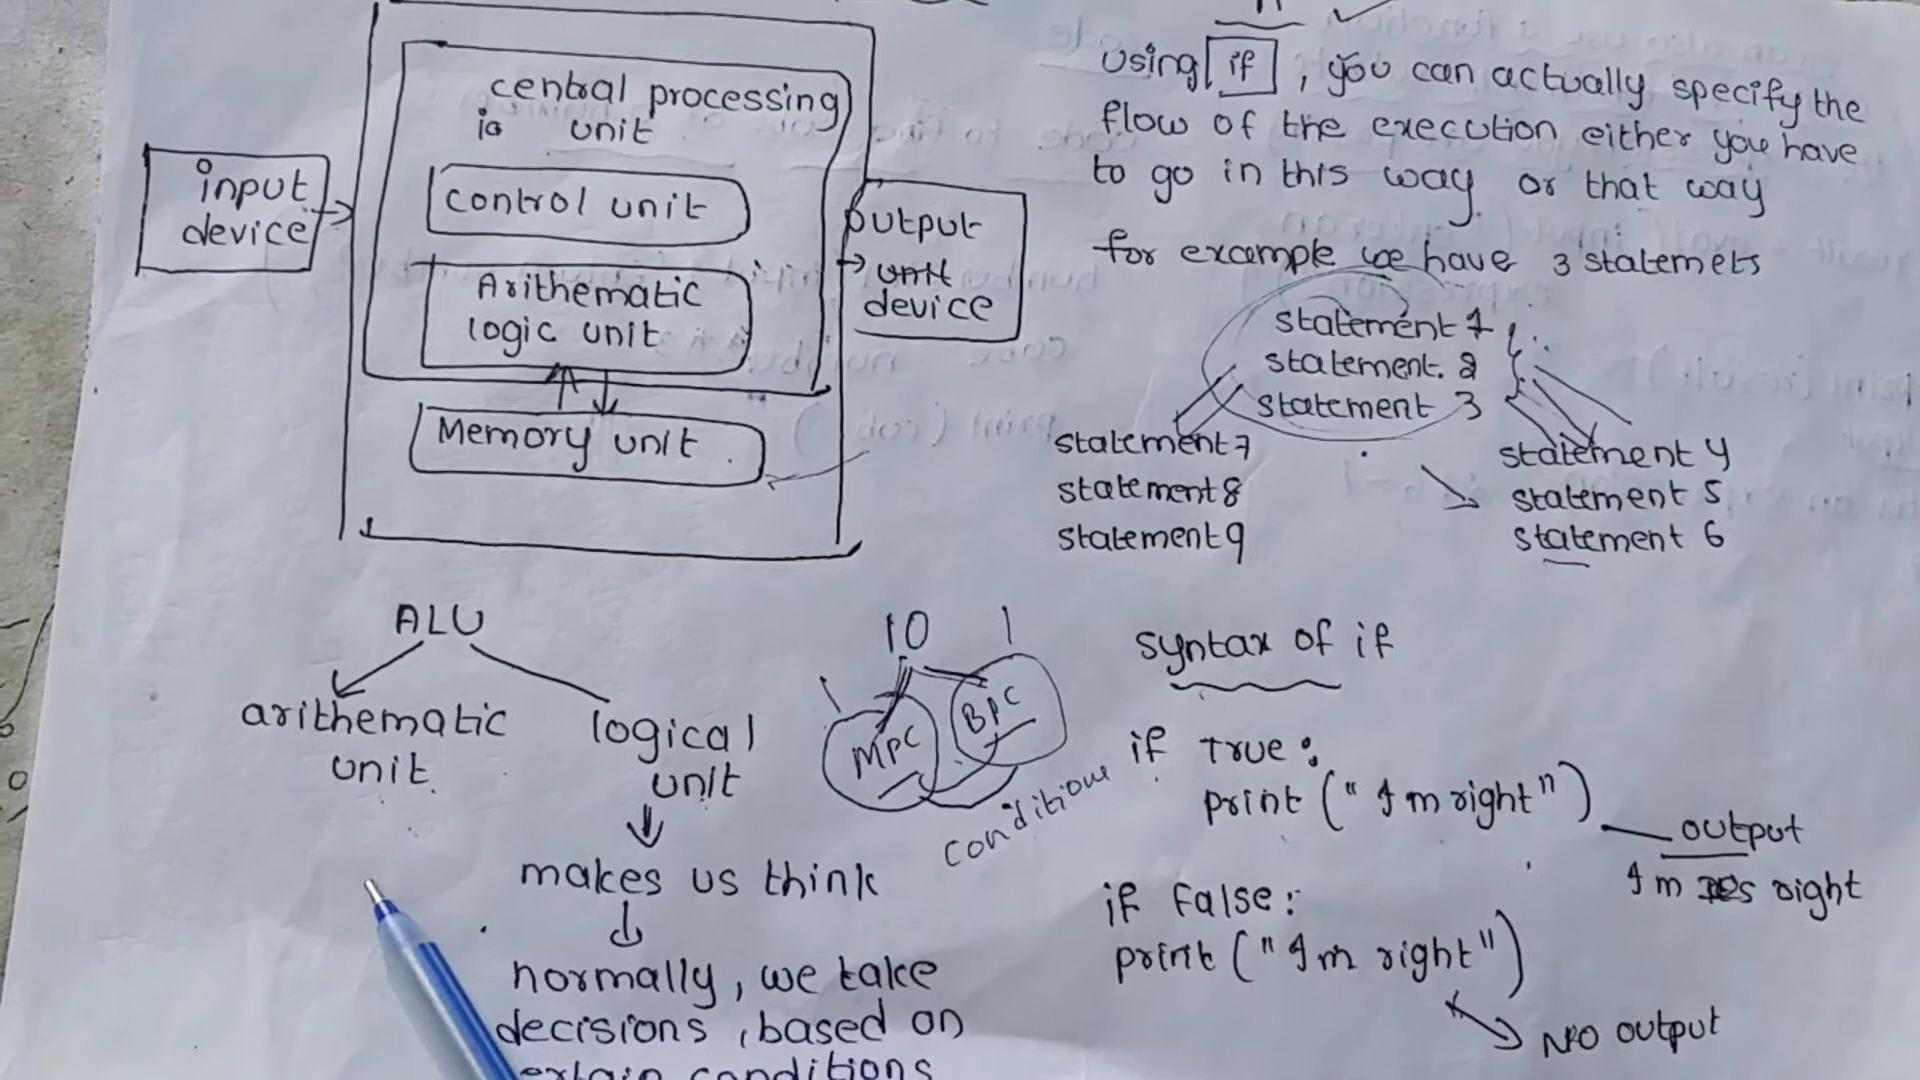 central processing
unit
input
device
control unit
Arithematic
logic unit
Memory unit
output
unit
device
ALU
arithematic
unit
logical
unit
makes us think
normally, we take
decisions, based on
conditions
10
1
MPC
BPC
conditions
using if, you can actually specify the
flow of the execution either you have
to go in this way or that way
for example we have 3 statemets
statement 1
statement. 2
statement 3
statement 7
statement 8
statement 9
statement 4
statement 5
statement 6
syntax of if
if True:
print ("I m right")
output
I m right
if False:
print ("I m right")
No output